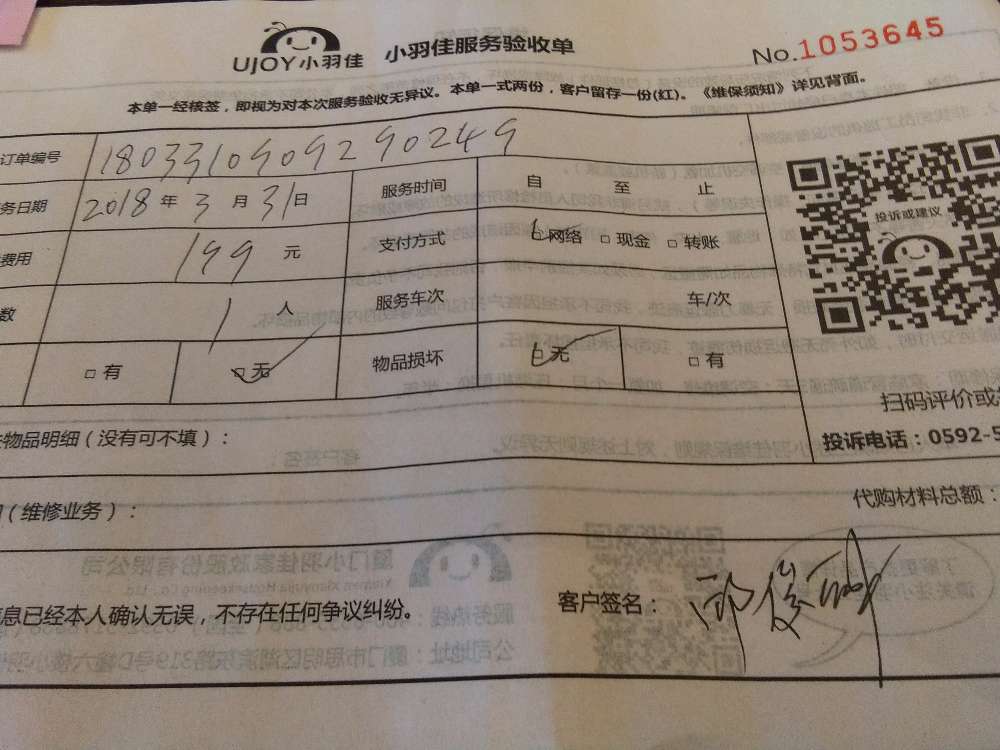 UJOY小羽佳 小羽佳服务验收单 No.1053645
本单一经核签，即视为对本次服务验收无异议。本单一式两份，客户留存一份(红)。《维保须知》详见背面。
订单编号 1803310909290249
务日期 2018年3月31日 服务时间 自 至 止
费用 199元 支付方式 □网络 □现金 □转账
数 1人 服务车次 车/次
□有 □无 物品损坏 □无 □有
投诉或建议
扫码评价或
投诉电话：0592-5
物品明细（没有可不填）：
（维修业务）： 代购材料总额：
息已经本人确认无误，不存在任何争议纠纷。 客户签名：